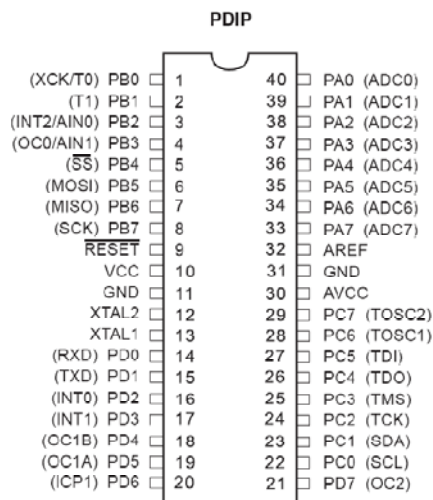 PDIP
(XCK/T0) PB0 1 40 PA0 (ADC0)
(T1) PB1 2 39 PA1 (ADC1)
(INT2/AIN0) PB2 3 38 PA2 (ADC2)
(OC0/AIN1) PB3 4 37 PA3 (ADC3)
(SS) PB4 5 36 PA4 (ADC4)
(MOSI) PB5 6 35 PA5 (ADC5)
(MISO) PB6 7 34 PA6 (ADC6)
(SCK) PB7 8 33 PA7 (ADC7)
RESET 9 32 AREF
VCC 10 31 GND
GND 11 30 AVCC
XTAL2 12 29 PC7 (TOSC2)
XTAL1 13 28 PC6 (TOSC1)
(RXD) PD0 14 27 PC5 (TDI)
(TXD) PD1 15 26 PC4 (TDO)
(INT0) PD2 16 25 PC3 (TMS)
(INT1) PD3 17 24 PC2 (TCK)
(OC1B) PD4 18 23 PC1 (SDA)
(OC1A) PD5 19 22 PC0 (SCL)
(ICP1) PD6 20 21 PD7 (OC2)